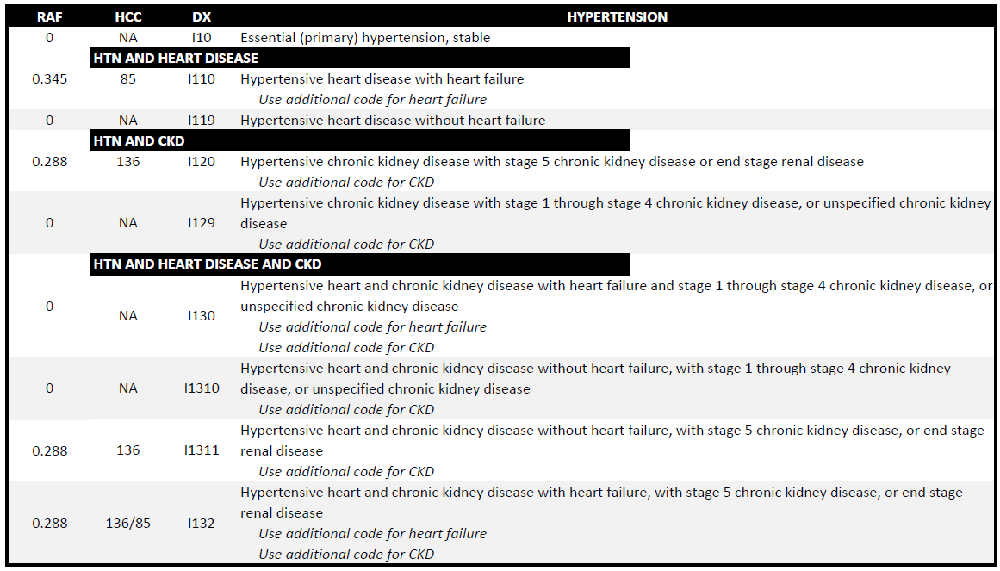 RAF HCC DX HYPERTENSION
0 NA I10 Essential (primary) hypertension, stable
HTN AND HEART DISEASE
0.345 85 I110 Hypertensive heart disease with heart failure
Use additional code for heart failure
0 NA I119 Hypertensive heart disease without heart failure
HTN AND CKD
0.288 136 I120 Hypertensive chronic kidney disease with stage 5 chronic kidney disease or end stage renal disease
Use additional code for CKD
Hypertensive chronic kidney disease with stage 1 through stage 4 chronic kidney disease, or unspecified chronic kidney
0 NA I129 disease
Use additional code for CKD
HTN AND HEART DISEASE AND CKD
Hypertensive heart and chronic kidney disease with heart failure and stage 1 through stage 4 chronic kidney disease, or
0 NA I130 unspecified chronic kidney disease
Use additional code for heart failure
Use additional code for CKD
Hypertensive heart and chronic kidney disease without heart failure, with stage 1 through stage 4 chronic kidney
0 NA I1310 disease, or unspecified chronic kidney disease
Use additional code for CKD
Hypertensive heart and chronic kidney disease without heart failure, with stage 5 chronic kidney disease, or end stage
0.288 136 I1311 renal disease
Use additional code for CKD
Hypertensive heart and chronic kidney disease with heart failure, with stage 5 chronic kidney disease, or end stage
0.288 136/85 I132 renal disease
Use additional code for heart failure
Use additional code for CKD